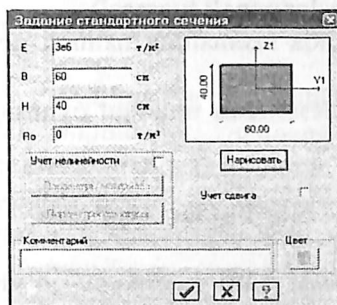 Задание стандартного сечения
E 3e6 т/м²
B 60 см
H 40 см
Ro 0 т/м³
Z1
Y1
40.00
60.00
Нарисовать
Учет нелинейности
Учет сдвига
Комментарий
Цвет
?